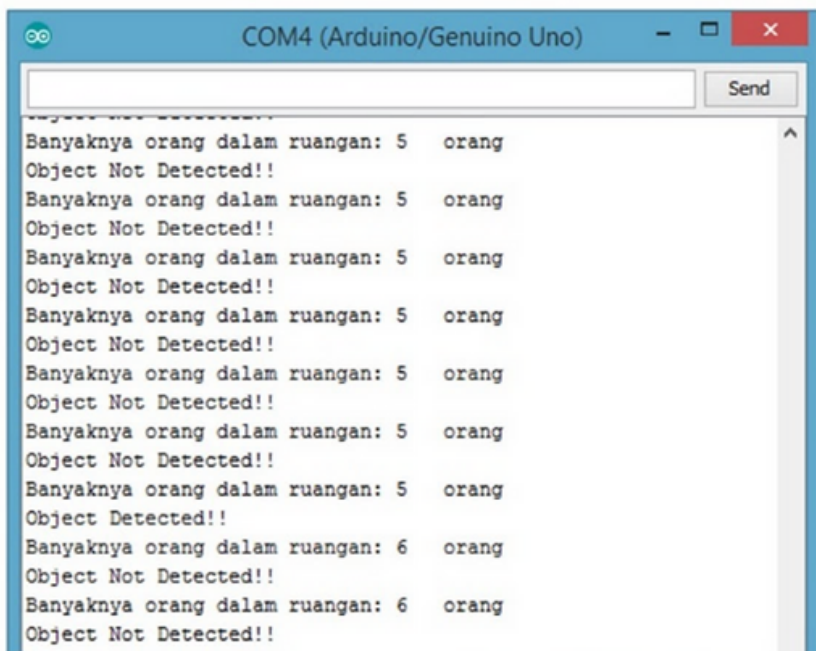 COM4 (Arduino/Genuino Uno)
Send
Banyaknya orang dalam ruangan: 5 orang
Object Not Detected!!
Banyaknya orang dalam ruangan: 5 orang
Object Not Detected!!
Banyaknya orang dalam ruangan: 5 orang
Object Not Detected!!
Banyaknya orang dalam ruangan: 5 orang
Object Not Detected!!
Banyaknya orang dalam ruangan: 5 orang
Object Not Detected!!
Banyaknya orang dalam ruangan: 5 orang
Object Not Detected!!
Banyaknya orang dalam ruangan: 5 orang
Object Detected!!
Banyaknya orang dalam ruangan: 6 orang
Object Not Detected!!
Banyaknya orang dalam ruangan: 6 orang
Object Not Detected!!